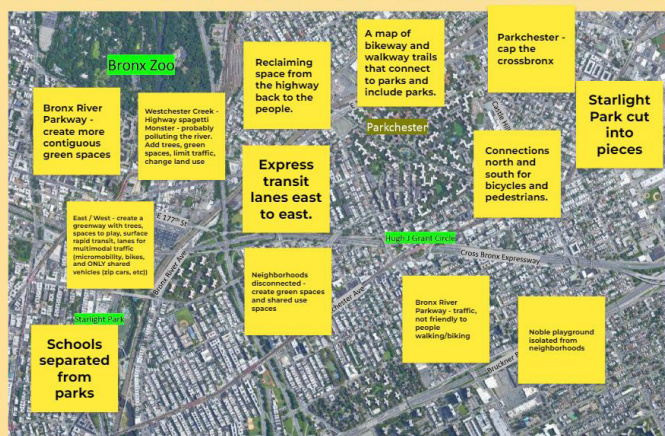 Bronx Zoo
Reclaiming
space from
the highway
back to the
people.
A map of
bikeway and
walkway trails
that connect
to parks and
include parks.
Parkchester -
cap the
crossbronx
Starlight
Park cut
into
pieces
Bronx River
Parkway -
create more
contiguous
green spaces
Westchester Creek -
Highway spagetti
Monster - probably
polluting the river.
Add trees, green
spaces, limit traffic,
change land use
Parkchester
Express
transit
lanes east
to east.
Connections
north and
south for
bicycles and
pedestrians.
East / West - create a
greenway with trees,
spaces to play, surface
rapid transit, lanes for
multimodal traffic
(micromobility, bikes,
and ONLY shared
vehicles (zip cars, etc))
E 177th St
Bronx River Ave
Hugh J Grant Circle
Cross Bronx Expressway
Neighborhoods
disconnected -
create green spaces
and shared use
spaces
chester Ave
Bronx River
Parkway - traffic,
not friendly to
people
walking/biking
Noble playground
isolated from
neighborhoods
Starlight Park
Schools
separated
from
parks
Bruckner